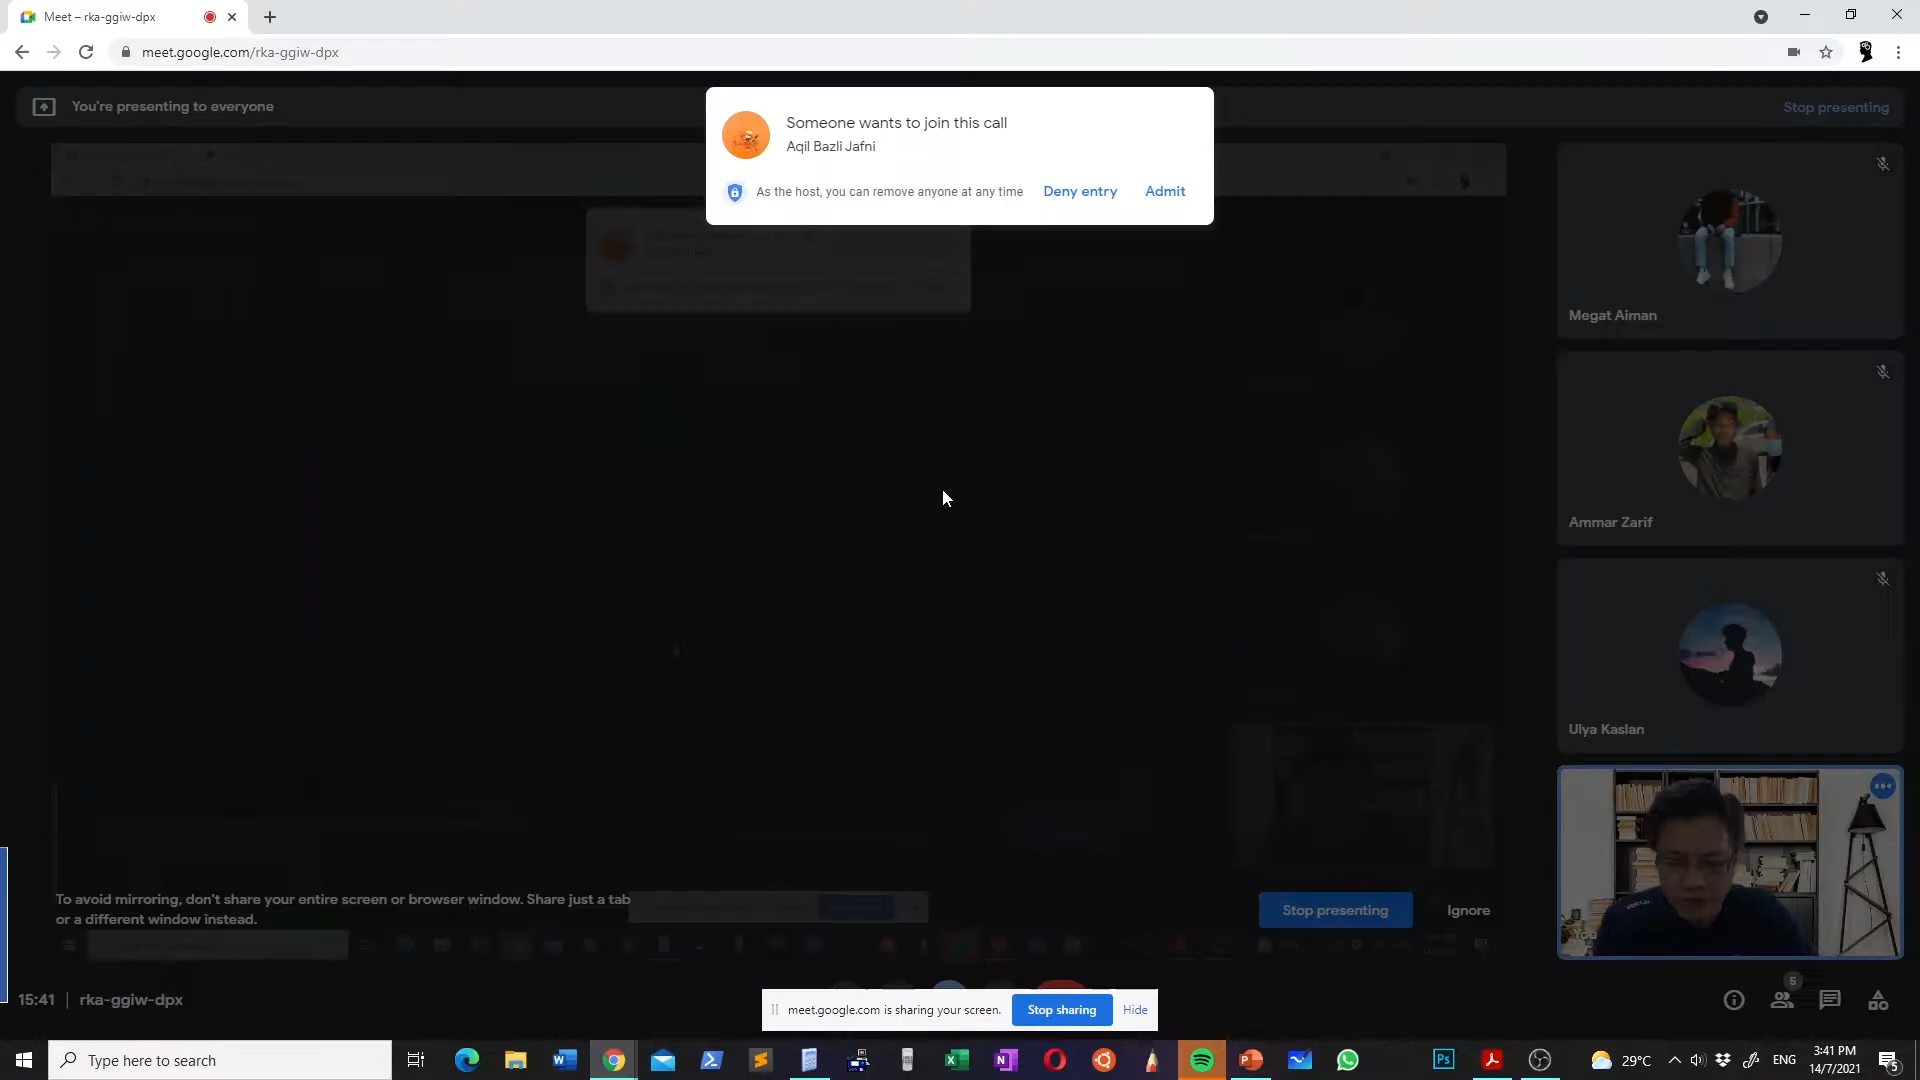 Meet – rka-ggiw-dpx
meet.google.com/rka-ggiw-dpx
You're presenting to everyone
Stop presenting
Someone wants to join this call
Aqil Bazli Jafni
As the host, you can remove anyone at any time
Deny entry
Admit
Megat Aiman
Ammar Zarif
Ulya Kaslan
You
To avoid mirroring, don't share your entire screen or browser window. Share just a tab
or a different window instead.
Stop presenting
Ignore
15:41 | rka-ggiw-dpx
5
meet.google.com is sharing your screen.
Stop sharing
Hide
Type here to search
29°C
ENG
3:41 PM
14/7/2021
5